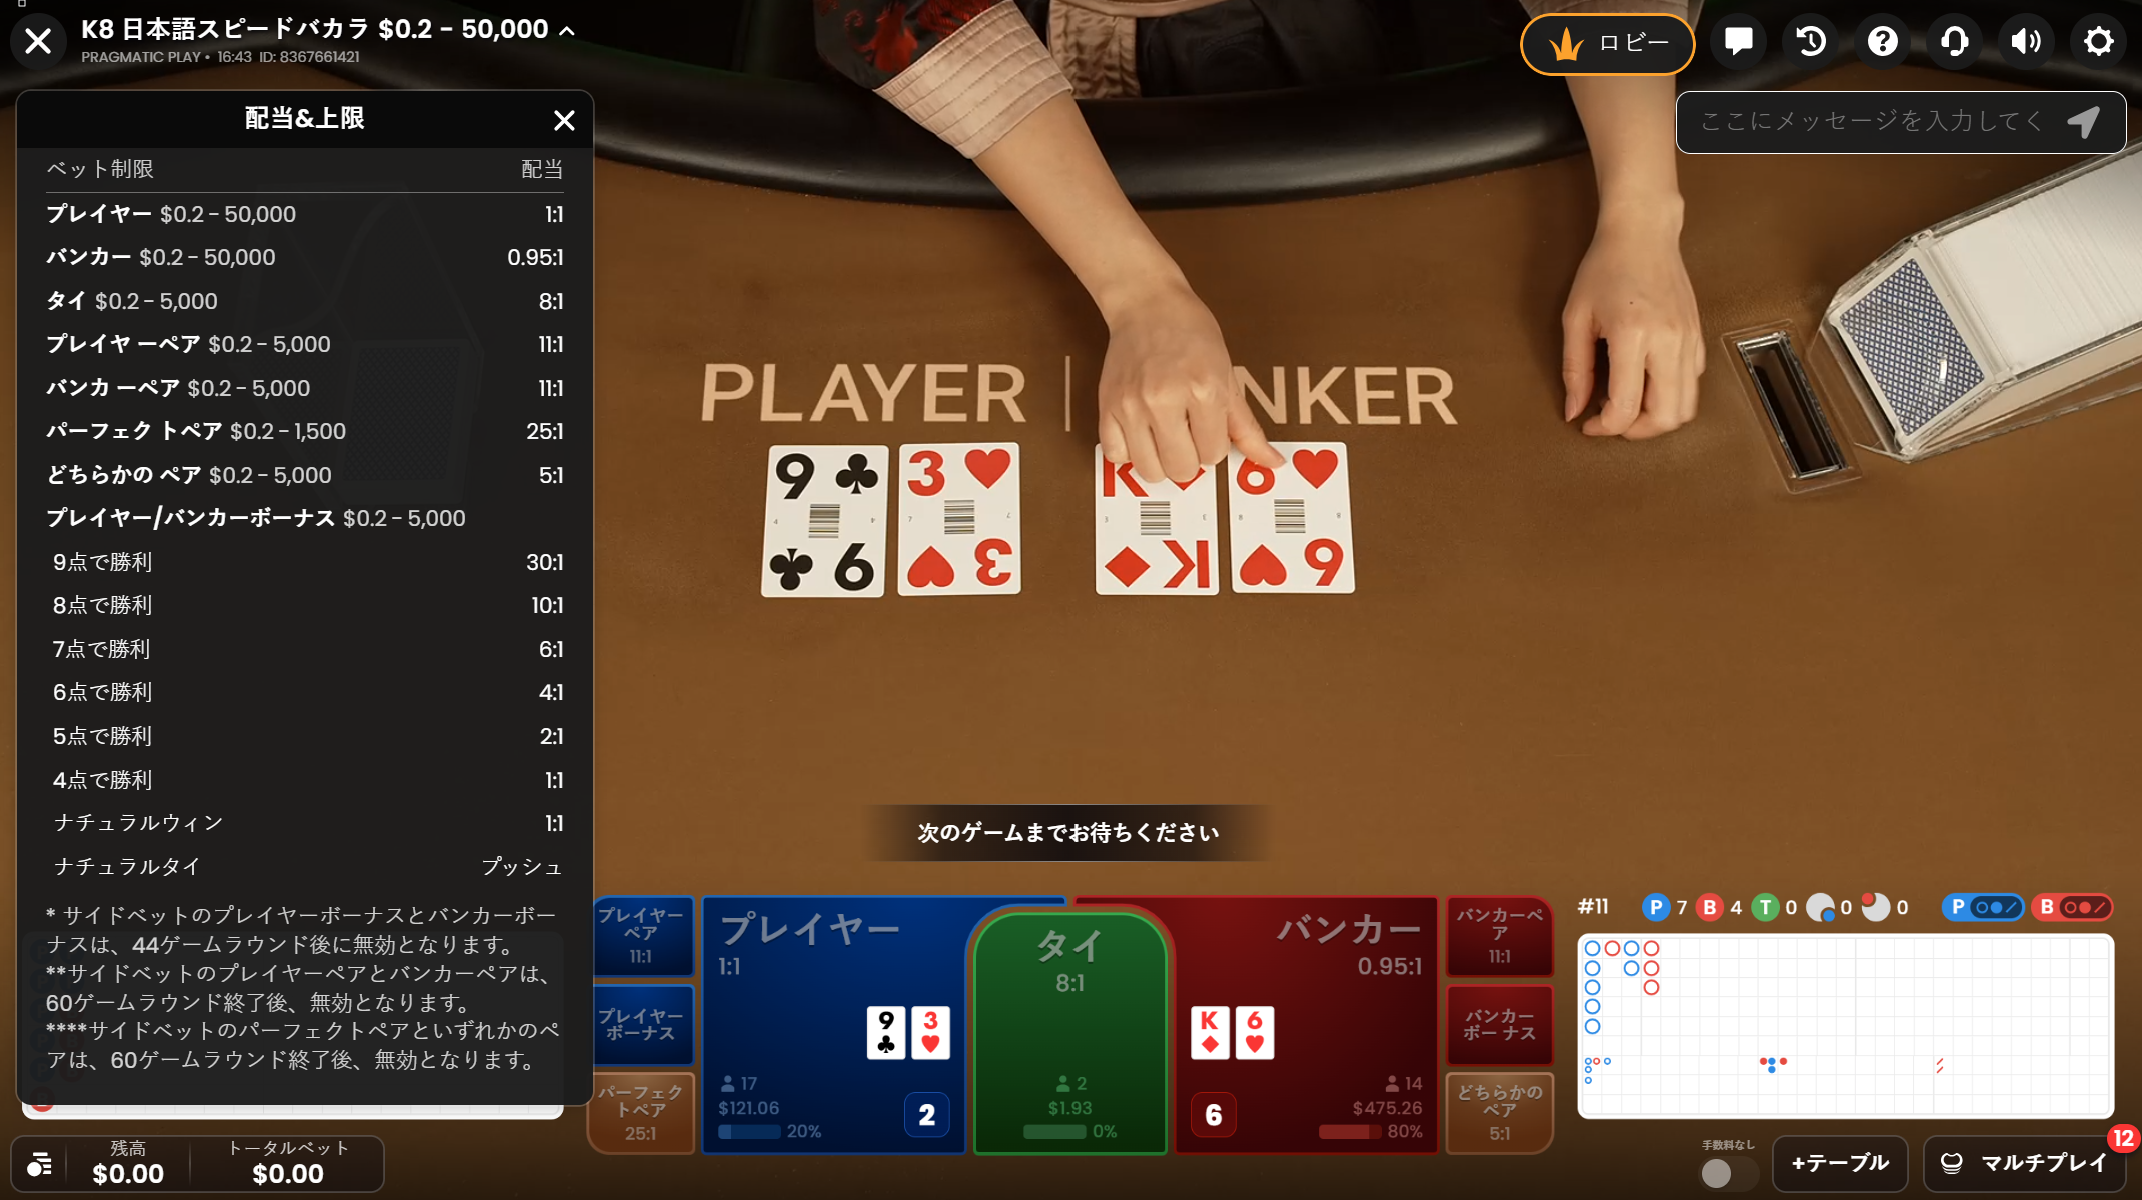 K8 日本語スピードバカラ $0.2 - 50,000
PRAGMATIC PLAY • 16:43 ID: 8367661421
ロビー
ここにメッセージを入力してく
配当&上限
ベット制限 配当
プレイヤー $0.2 - 50,000 1:1
バンカー $0.2 - 50,000 0.95:1
タイ $0.2 - 5,000 8:1
プレイヤ ーペア $0.2 - 5,000 11:1
バンカ ーペア $0.2 - 5,000 11:1
パーフェク トペア $0.2 - 1,500 25:1
どちらかの ペア $0.2 - 5,000 5:1
プレイヤー/バンカーボーナス $0.2 - 5,000
9点で勝利 30:1
8点で勝利 10:1
7点で勝利 6:1
6点で勝利 4:1
5点で勝利 2:1
4点で勝利 1:1
ナチュラルウィン 1:1
ナチュラルタイ プッシュ
* サイドベットのプレイヤーボーナスとバンカーボー
ナスは、44ゲームラウンド後に無効となります。
**サイドベットのプレイヤーペアとバンカーペアは、
60ゲームラウンド終了後、無効となります。
****サイドベットのパーフェクトペアといずれかのペ
アは、60ゲームラウンド終了後、無効となります。
PLAYER | NKER
9 3 K 6
9 3 K 6
次のゲームまでお待ちください
プレイヤー
ペア
11:1
プレイヤー
ボーナス
パーフェク
トペア
25:1
プレイヤー
1:1
9 3
17
$121.06
20%
2
タイ
8:1
2
$1.93
0%
バンカー
0.95:1
K 6
14
$475.26
80%
6
バンカーペ
ア
11:1
バンカー
ボー ナス
どちらかの
ペア
5:1
#11 P 7 B 4 T 0 0 0 P B
残高
$0.00
トータルベット
$0.00
手数料なし
+テーブル
マルチプレイ
12